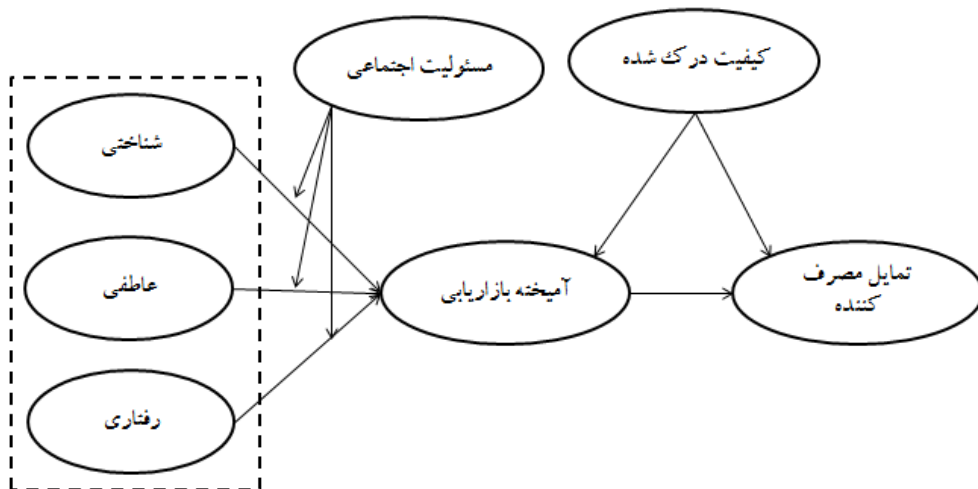 مسئولیت اجتماعی
کیفیت درک شده
شناختی
عاطفی
آمیخته بازاریابی
تمایل مصرف
کننده
رفتاری